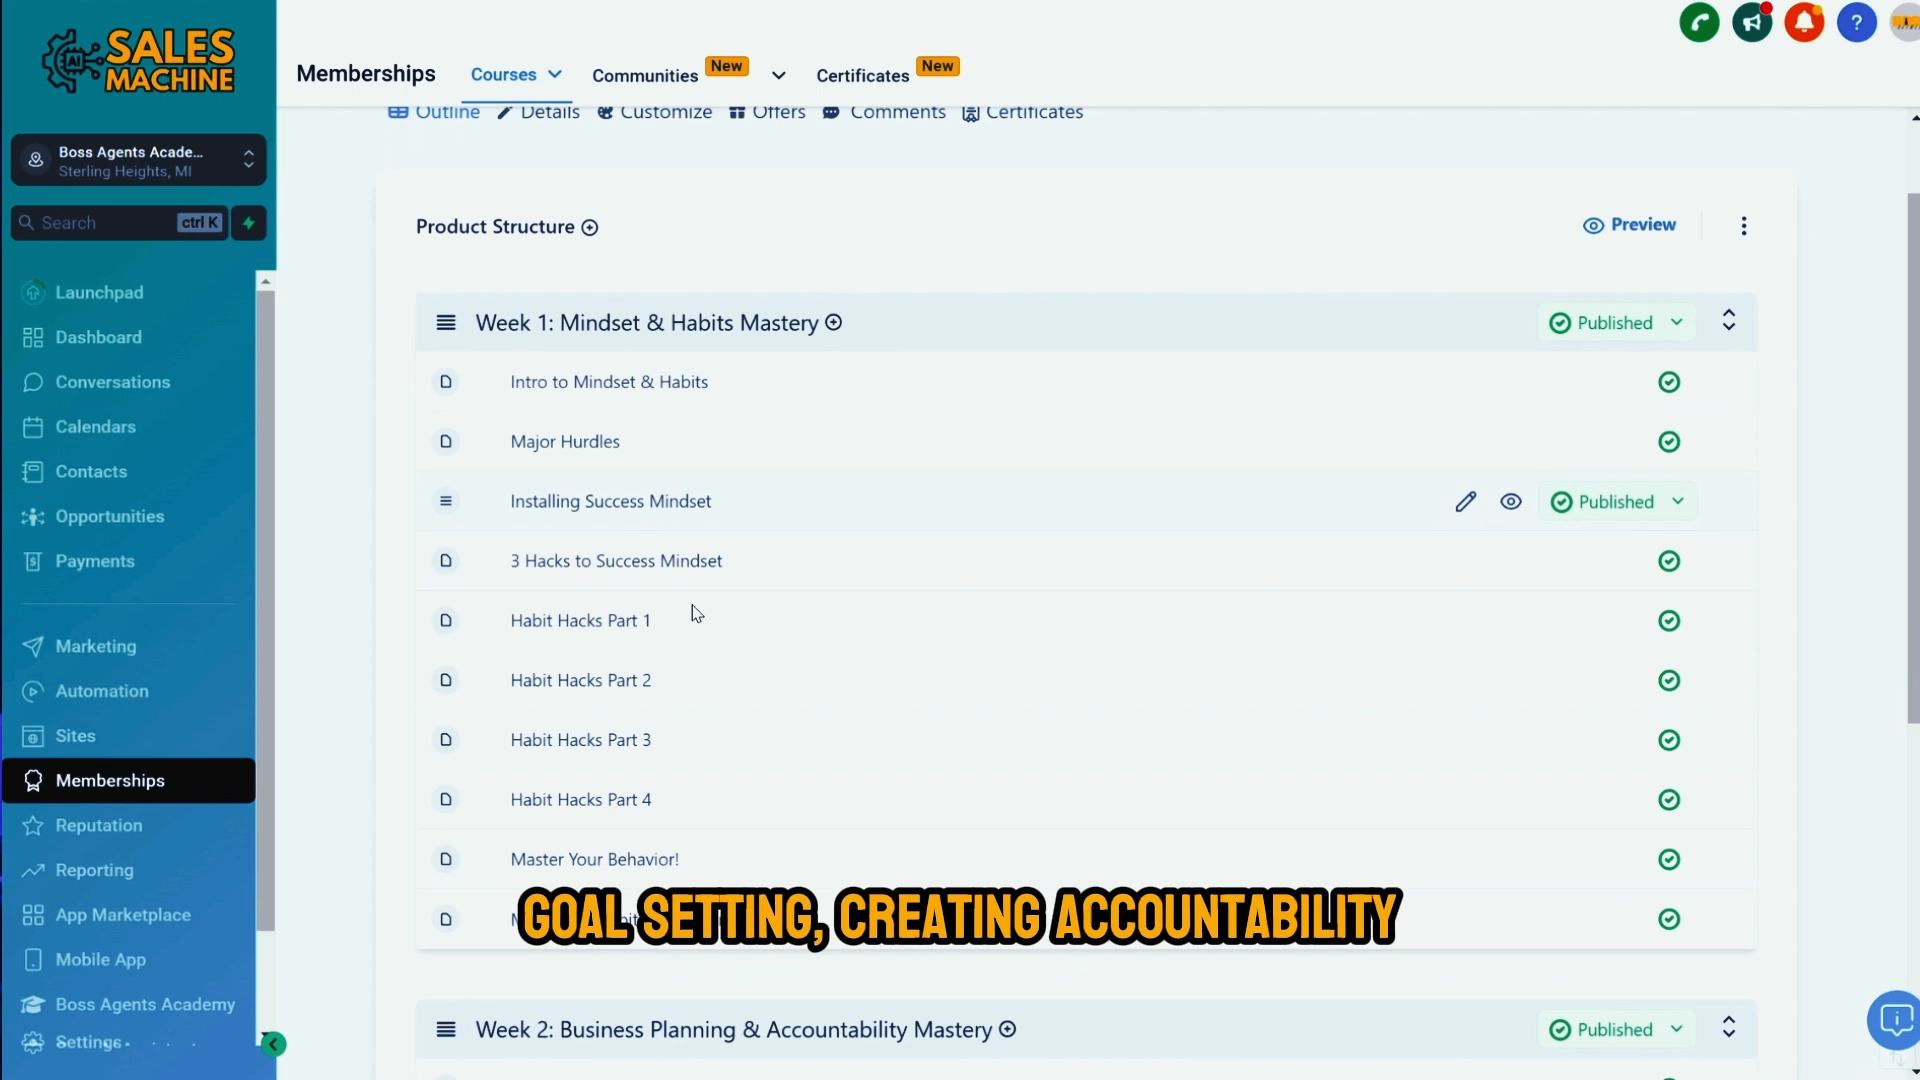 SALES
MACHINE
AI
Memberships
Courses
Communities
New
Certificates
New
?
Outline
Details
Customize
Offers
Comments
Certificates
Boss Agents Acade...
Sterling Heights, MI
Search
ctrl K
Launchpad
Dashboard
Conversations
Calendars
Contacts
Opportunities
Payments
Marketing
Automation
Sites
Memberships
Reputation
Reporting
App Marketplace
Mobile App
Boss Agents Academy
Settings
Product Structure
Preview
Week 1: Mindset & Habits Mastery
Published
Intro to Mindset & Habits
Major Hurdles
Installing Success Mindset
Published
3 Hacks to Success Mindset
Habit Hacks Part 1
Habit Hacks Part 2
Habit Hacks Part 3
Habit Hacks Part 4
Master Your Behavior!
GOAL SETTING, CREATING ACCOUNTABILITY
Week 2: Business Planning & Accountability Mastery
Published